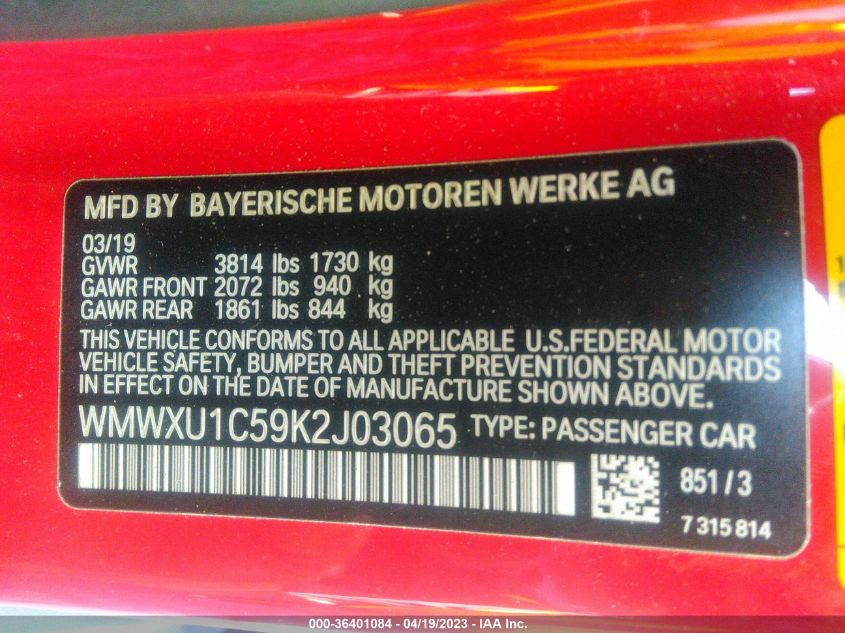 MFD BY BAYERISCHE MOTOREN WERKE AG
03/19
GVWR 3814 lbs 1730 kg
GAWR FRONT 2072 lbs 940 kg
GAWR REAR 1861 lbs 844 kg
THIS VEHICLE CONFORMS TO ALL APPLICABLE U.S.FEDERAL MOTOR
VEHICLE SAFETY, BUMPER AND THEFT PREVENTION STANDARDS
IN EFFECT ON THE DATE OF MANUFACTURE SHOWN ABOVE.
WMWXU1C59K2J03065 TYPE: PASSENGER CAR
851/3
7 315 814
000-36401084 - 04/19/2023 - IAA Inc.